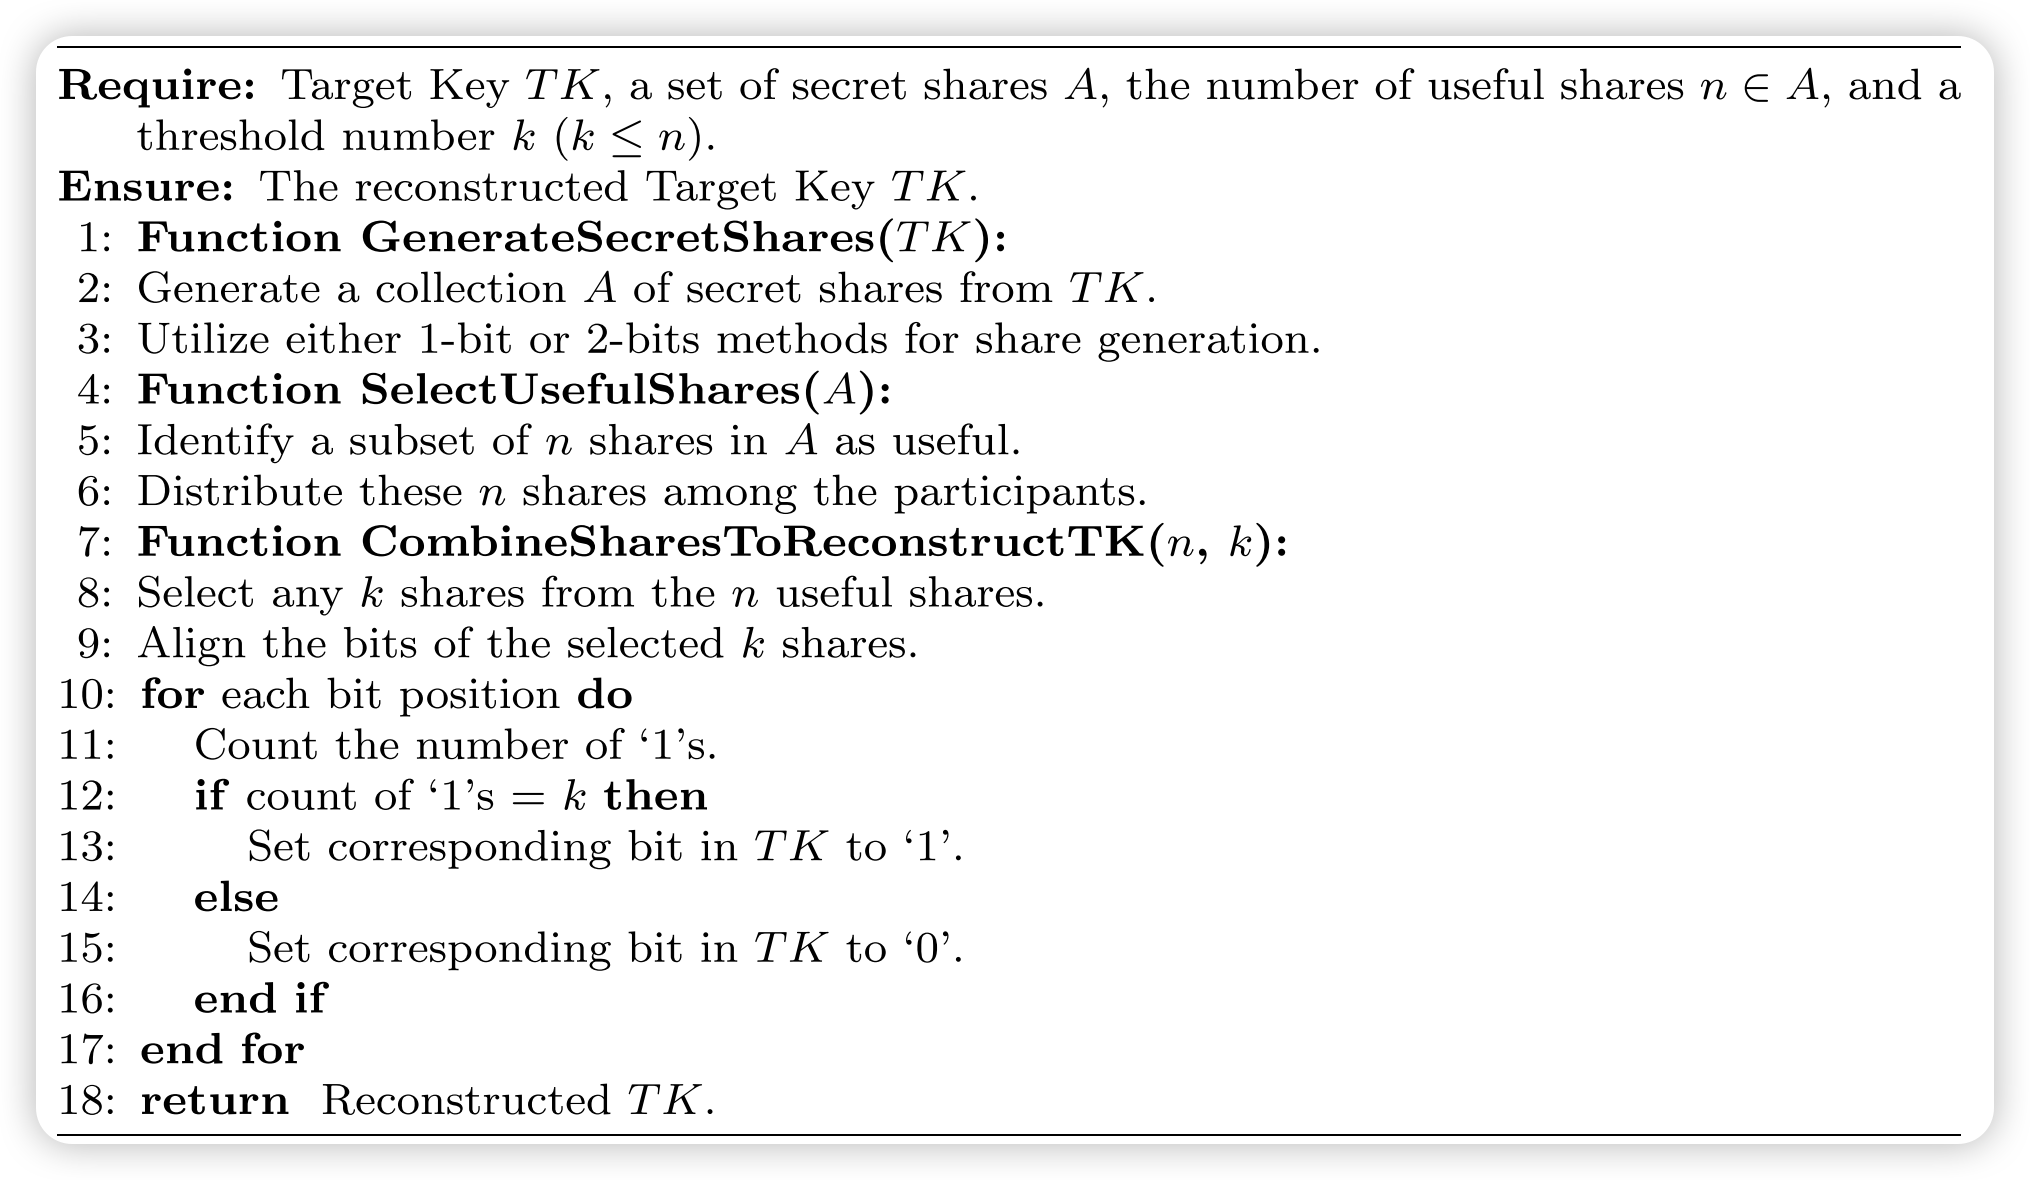 Require: Target Key TK, a set of secret shares A, the number of useful shares n ∈ A, and a
threshold number k (k ≤ n).
Ensure: The reconstructed Target Key TK.
1: Function GenerateSecretShares(TK):
2: Generate a collection A of secret shares from TK.
3: Utilize either 1-bit or 2-bits methods for share generation.
4: Function SelectUsefulShares(A):
5: Identify a subset of n shares in A as useful.
6: Distribute these n shares among the participants.
7: Function CombineSharesToReconstructTK(n, k):
8: Select any k shares from the n useful shares.
9: Align the bits of the selected k shares.
10: for each bit position do
11: Count the number of ‘1’s.
12: if count of ‘1’s = k then
13: Set corresponding bit in TK to ‘1’.
14: else
15: Set corresponding bit in TK to ‘0’.
16: end if
17: end for
18: return Reconstructed TK.